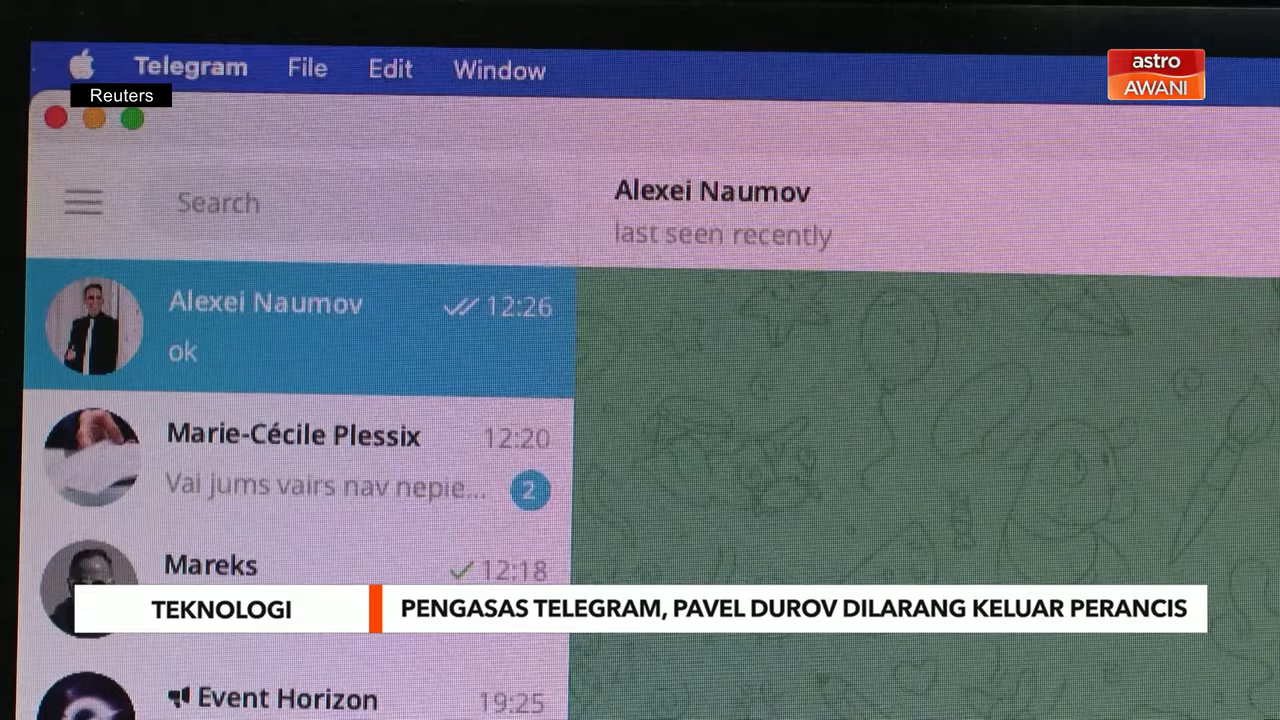 Telegram File Edit Window
Reuters
astro
AWANI
Search
Alexei Naumov
last seen recently
Alexei Naumov 12:26
ok
Marie-Cécile Plessix 12:20
Vai jums vairs nav nepie...
2
Mareks 12:18
TEKNOLOGI
PENGASAS TELEGRAM, PAVEL DUROV DILARANG KELUAR PERANCIS
Event Horizon 19:25